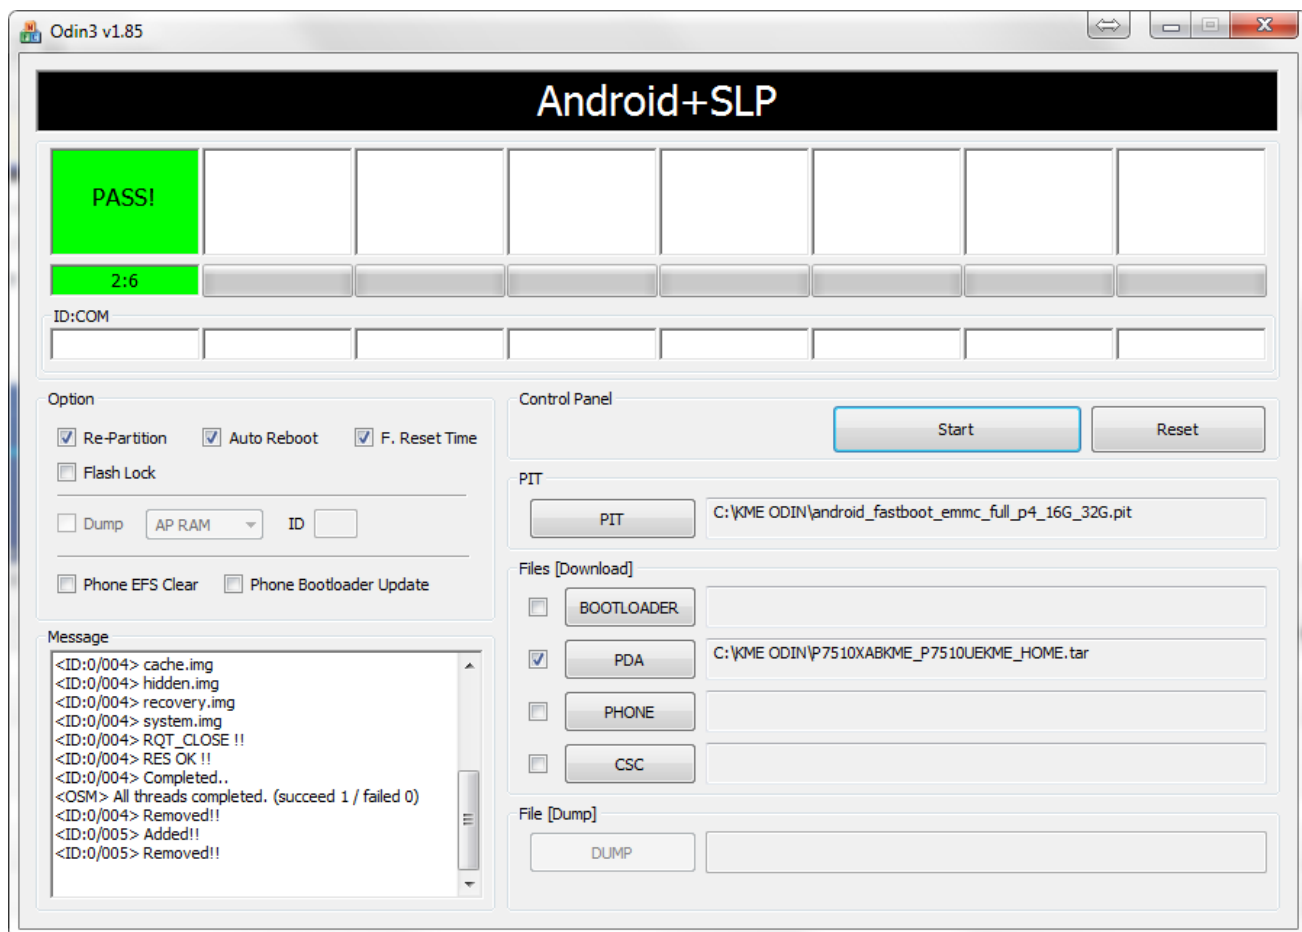 Odin3 v1.85
Android+SLP
PASS!
2:6
ID:COM
Option
Re-Partition Auto Reboot F. Reset Time
Flash Lock
Dump AP RAM ID
Phone EFS Clear Phone Bootloader Update
Message
<ID:0/004> cache.img
<ID:0/004> hidden.img
<ID:0/004> recovery.img
<ID:0/004> system.img
<ID:0/004> RQT_CLOSE !!
<ID:0/004> RES OK !!
<ID:0/004> Completed..
<OSM> All threads completed. (succeed 1 / failed 0)
<ID:0/004> Removed!!
<ID:0/005> Added!!
<ID:0/005> Removed!!
Control Panel
Start Reset
PIT
PIT C:\KME ODIN\android_fastboot_emmc_full_p4_16G_32G.pit
Files [Download]
BOOTLOADER
PDA C:\KME ODIN\P7510XABKME_P7510UEKME_HOME.tar
PHONE
CSC
File [Dump]
DUMP